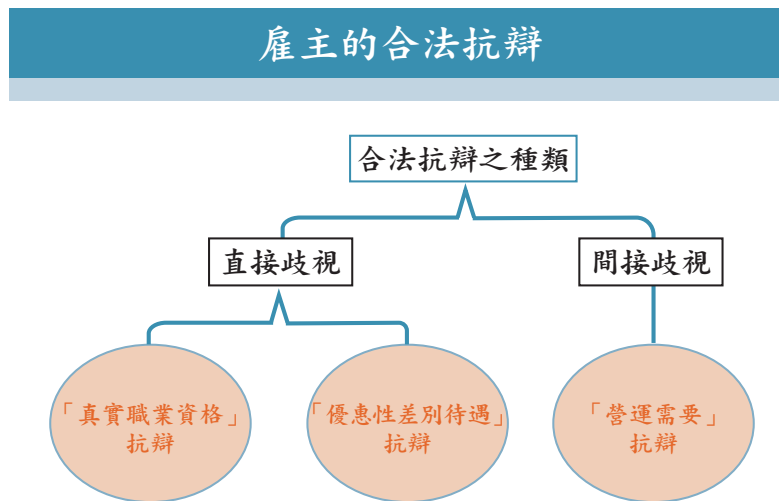 雇主的合法抗辯
合法抗辯之種類
直接歧視
間接歧視
「真實職業資格」
抗辯
「優惠性差別待遇」
抗辯
「營運需要」
抗辯